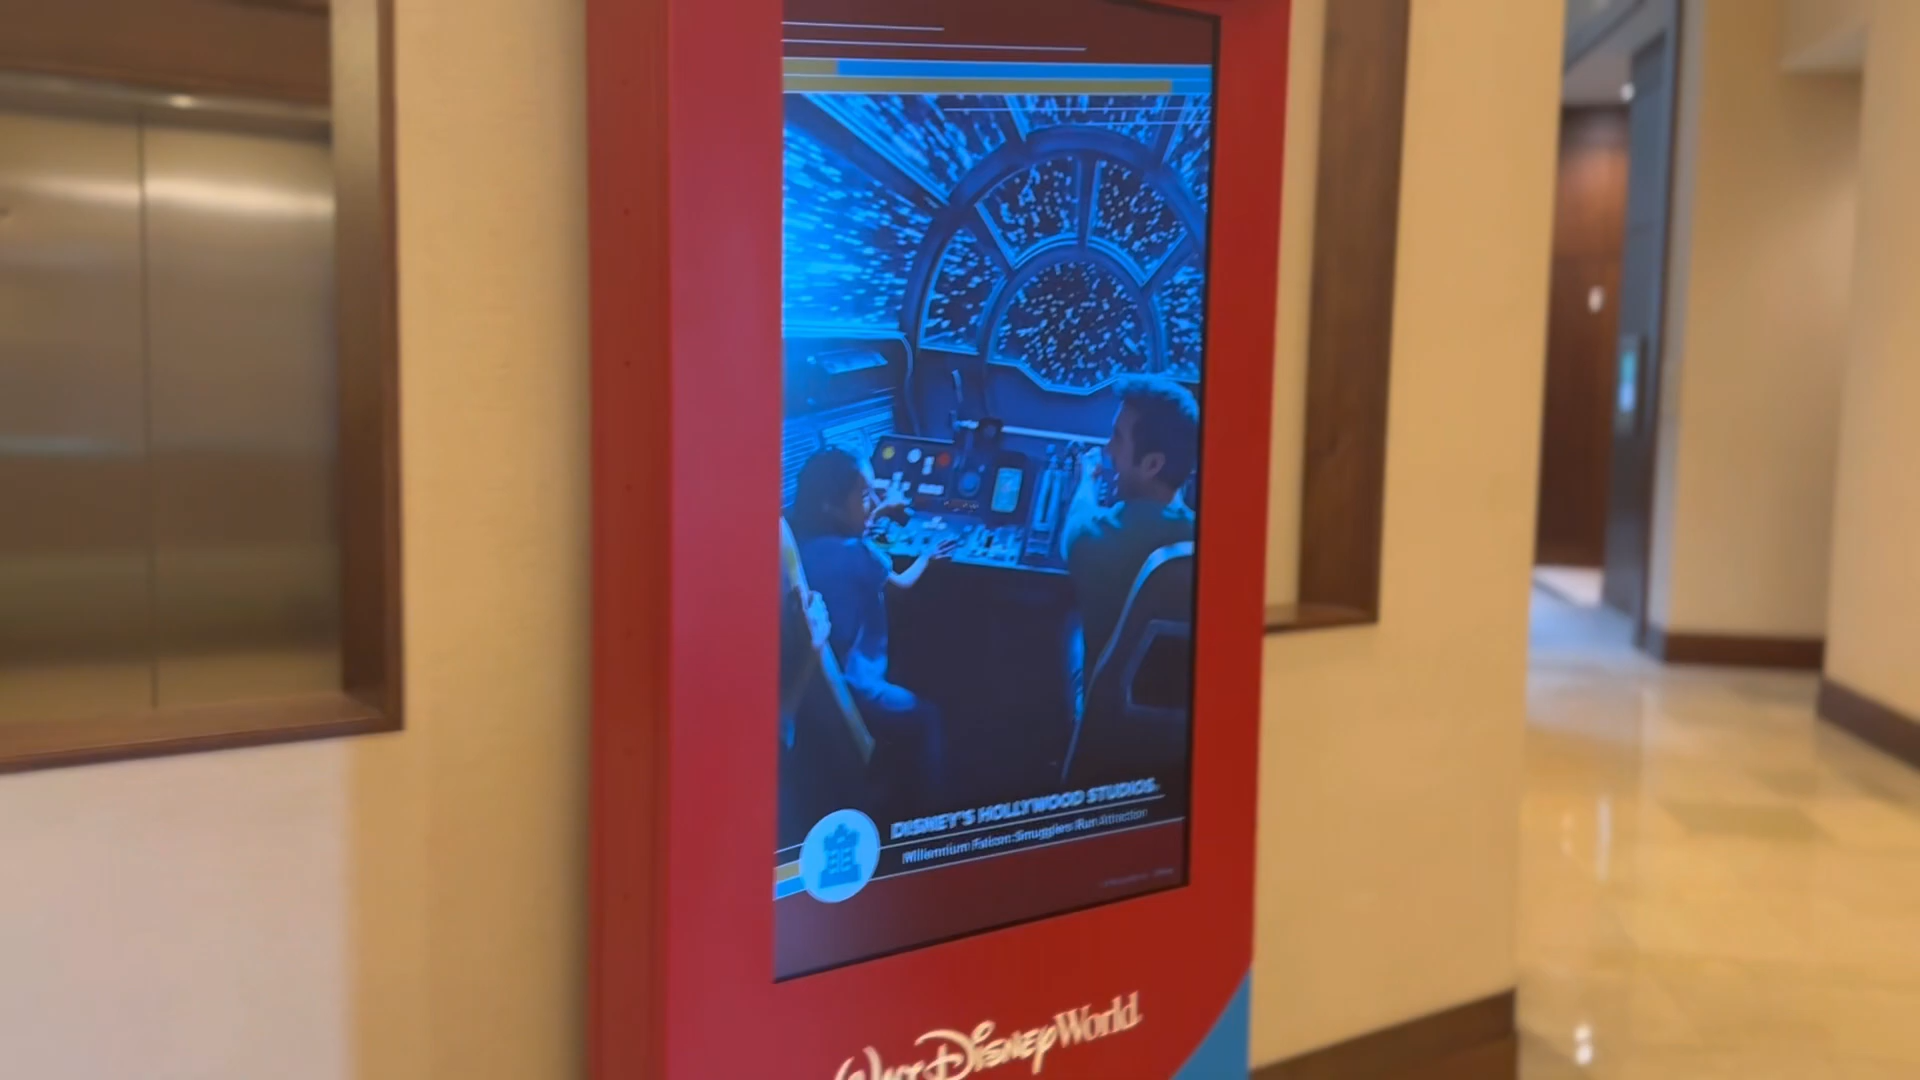 DISNEY'S HOLLYWOOD STUDIOS®
Millennium Falcon: Smugglers Run Attraction
Walt Disney World